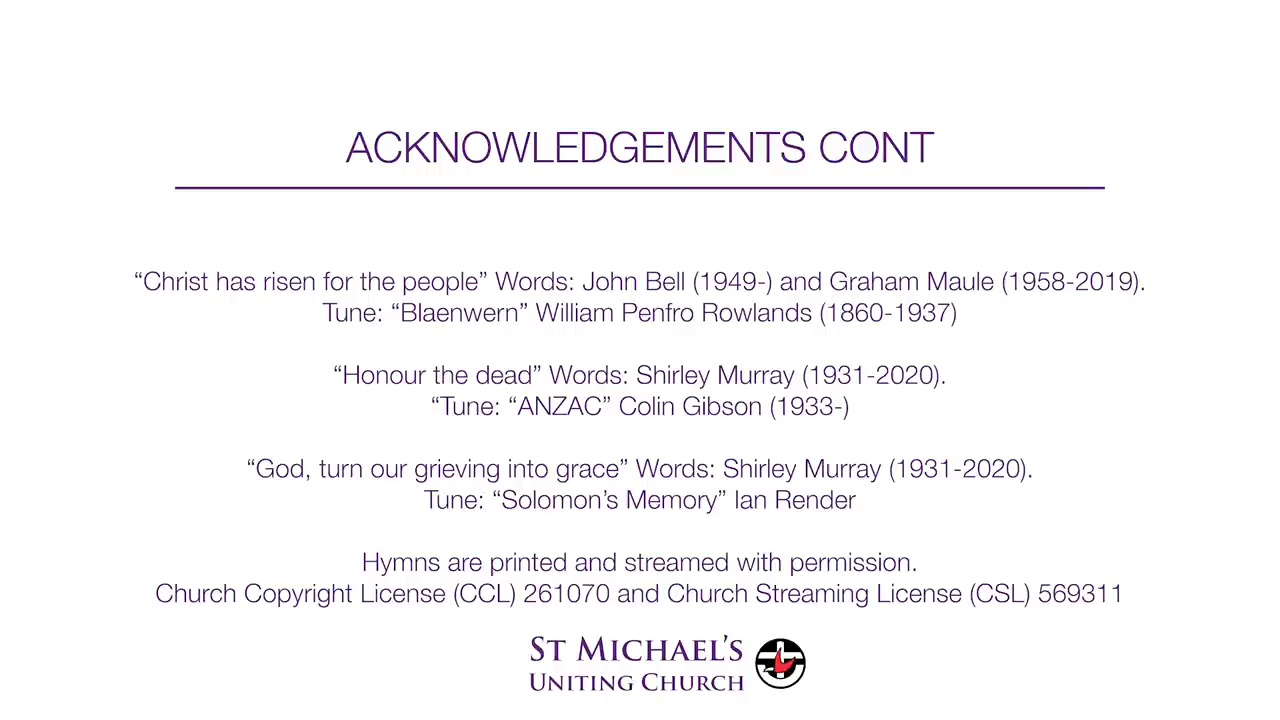 ACKNOWLEDGEMENTS CONT
“Christ has risen for the people” Words: John Bell (1949-) and Graham Maule (1958-2019).
Tune: “Blaenwern” William Penfro Rowlands (1860-1937)
“Honour the dead” Words: Shirley Murray (1931-2020).
“Tune: “ANZAC” Colin Gibson (1933-)
“God, turn our grieving into grace” Words: Shirley Murray (1931-2020).
Tune: “Solomon’s Memory” Ian Render
Hymns are printed and streamed with permission.
Church Copyright License (CCL) 261070 and Church Streaming License (CSL) 569311
ST MICHAEL’S
UNITING CHURCH